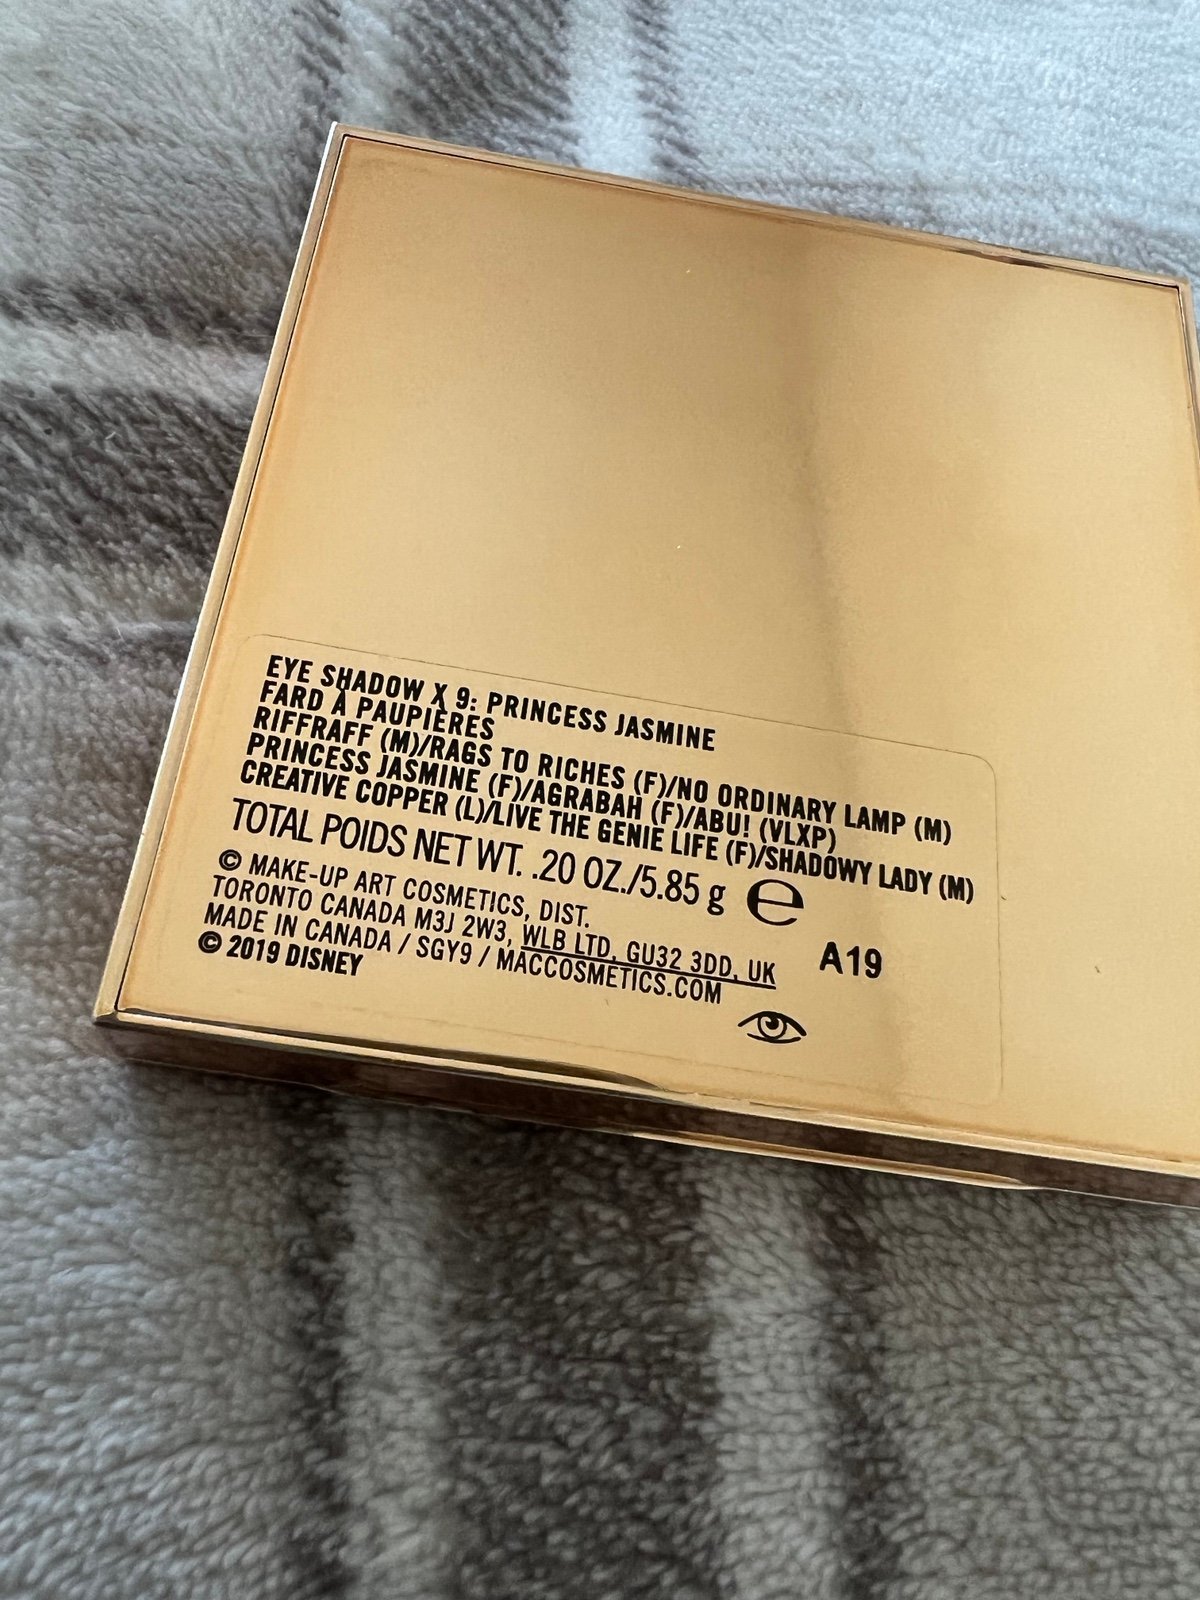 EYE SHADOW X 9: PRINCESS JASMINE
FARD À PAUPIÈRES
RIFFRAFF (M)/RAGS TO RICHES (F)/NO ORDINARY LAMP (M)
PRINCESS JASMINE (F)/AGRABAH (F)/ABU! (VLXP)
CREATIVE COPPER (L)/LIVE THE GENIE LIFE (F)/SHADOWY LADY (M)
TOTAL POIDS NET WT. .20 OZ./5.85 g ℮
© MAKE-UP ART COSMETICS, DIST.
TORONTO CANADA M3J 2W3, WLB LTD, GU32 3DD, UK
MADE IN CANADA / SGY9 / MACCOSMETICS.COM
© 2019 DISNEY
A19